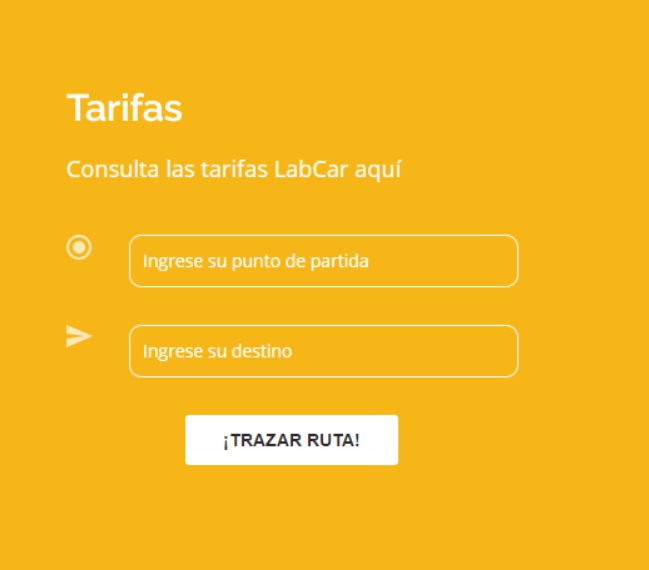 Tarifas
Consulta las tarifas LabCar aquí
Ingrese su punto de partida
Ingrese su destino
¡TRAZAR RUTA!